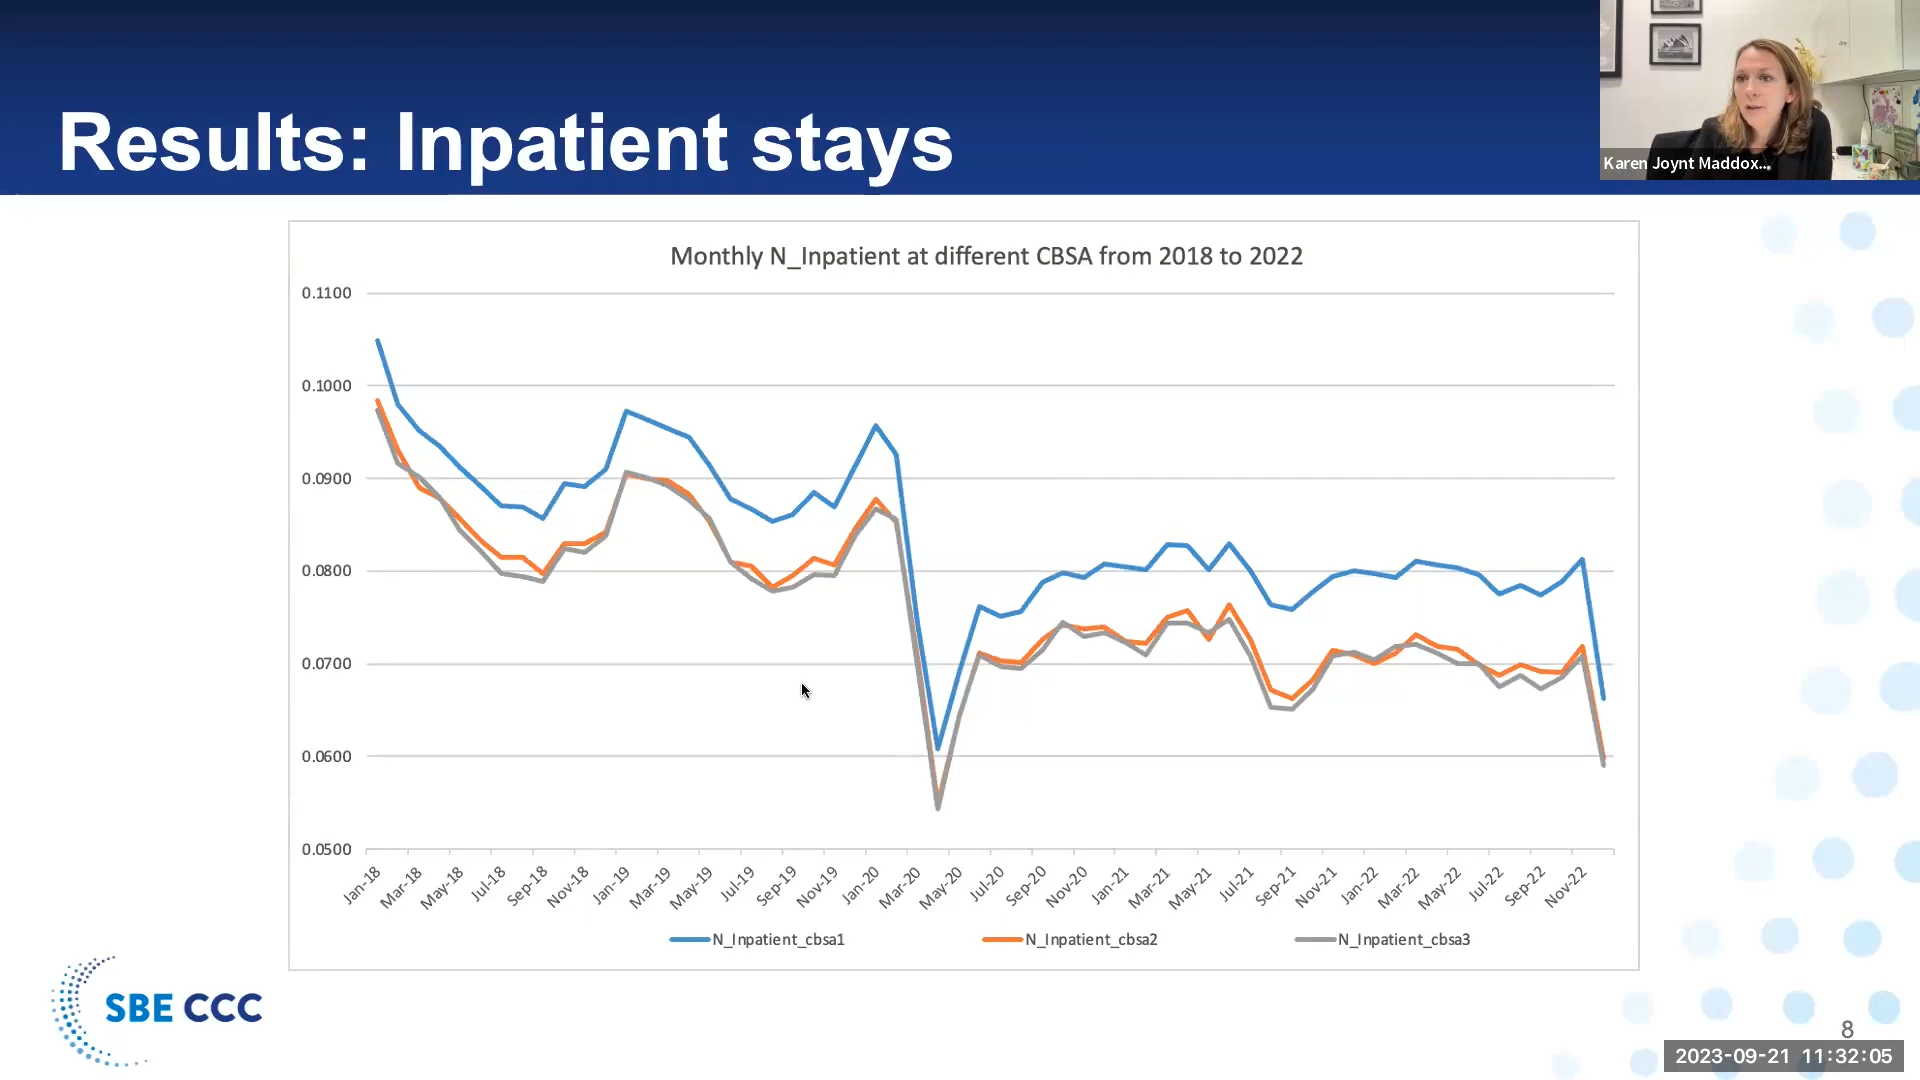 Results: Inpatient stays
Karen Joynt Maddox...
Monthly N_Inpatient at different CBSA from 2018 to 2022
0.1100
0.1000
0.0900
0.0800
0.0700
0.0600
0.0500
Jan-18 Mar-18 May-18 Jul-18 Sep-18 Nov-18 Jan-19 Mar-19 May-19 Jul-19 Sep-19 Nov-19 Jan-20 Mar-20 May-20 Jul-20 Sep-20 Nov-20 Jan-21 Mar-21 May-21 Jul-21 Sep-21 Nov-21 Jan-22 Mar-22 May-22 Jul-22 Sep-22 Nov-22
N_Inpatient_cbsa1 N_Inpatient_cbsa2 N_Inpatient_cbsa3
SBE CCC
8
2023-09-21 11:32:05